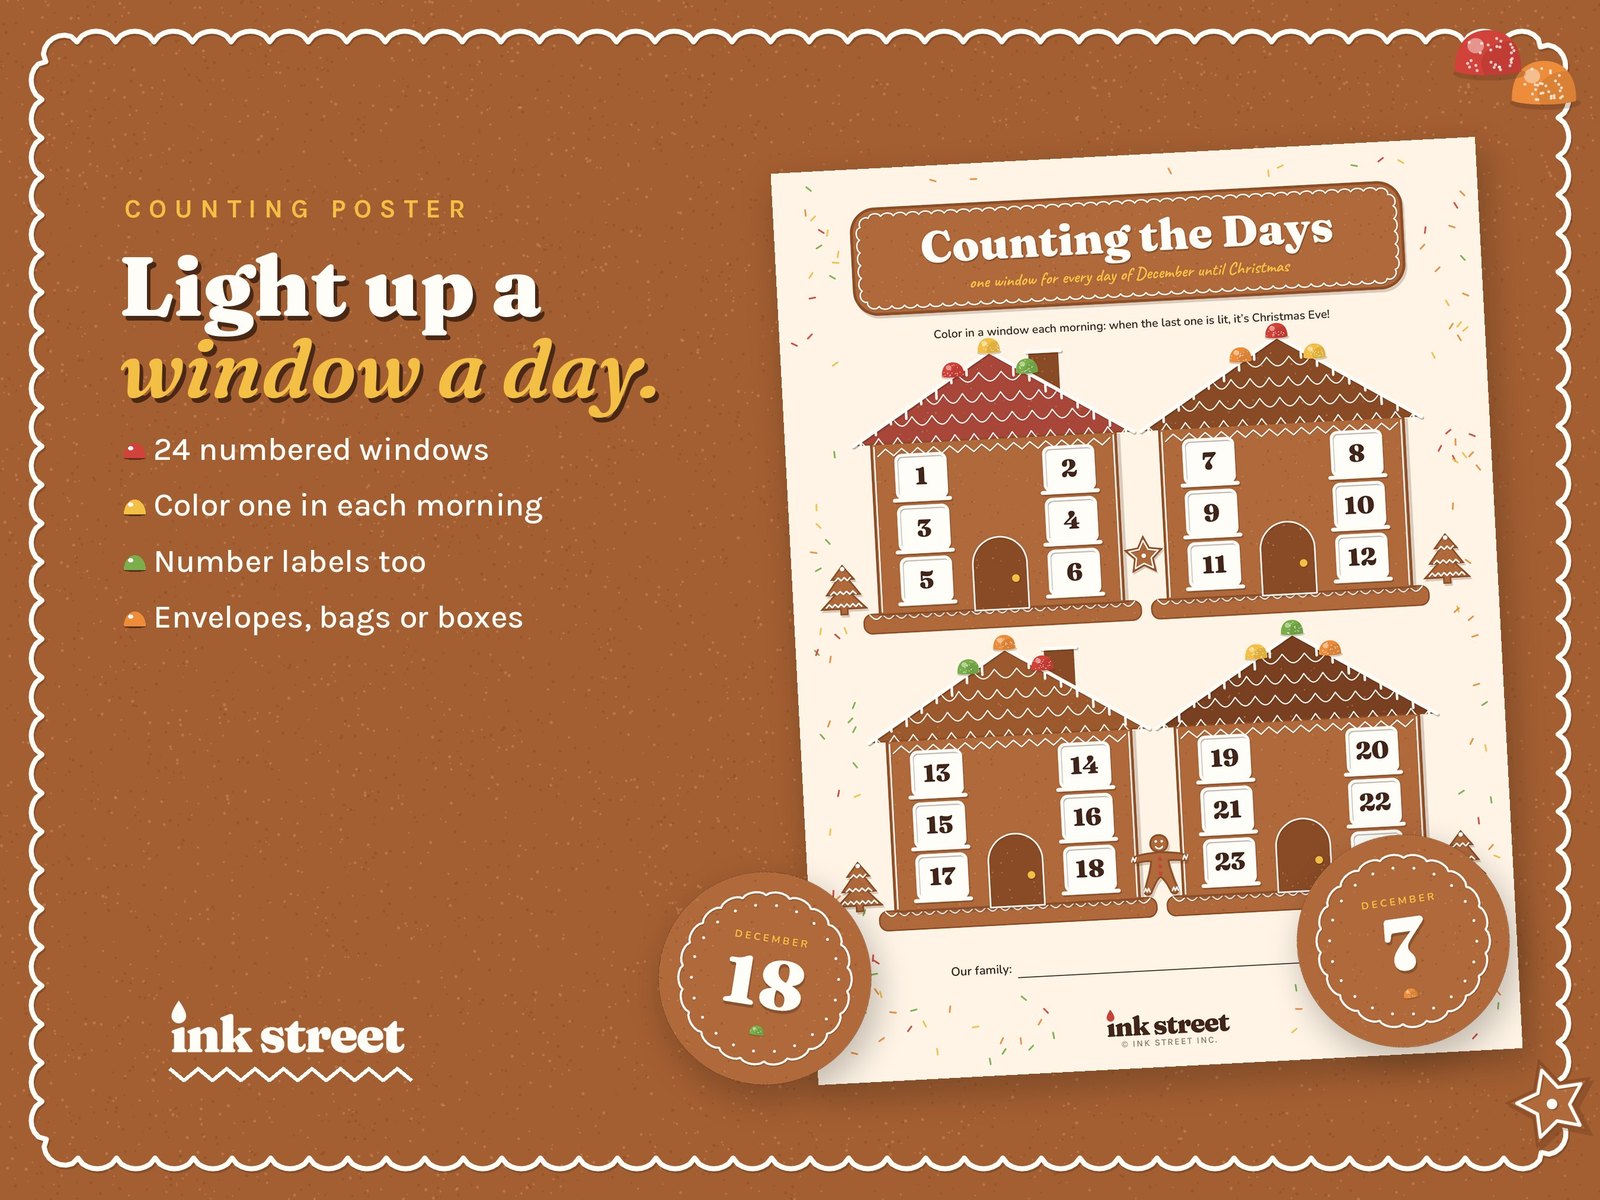 COUNTING POSTER
Light up a
window a day.
24 numbered windows
Color one in each morning
Number labels too
Envelopes, bags or boxes
ink street
Counting the Days
one window for every day of December until Christmas
Color in a window each morning: when the last one is lit, it's Christmas Eve!
1 2 7 8
3 4 9 10
5 6 11 12
13 14 19 20
15 16 21 22
17 18 23
Our family:
ink street
© INK STREET INC.
DECEMBER
18
DECEMBER
7